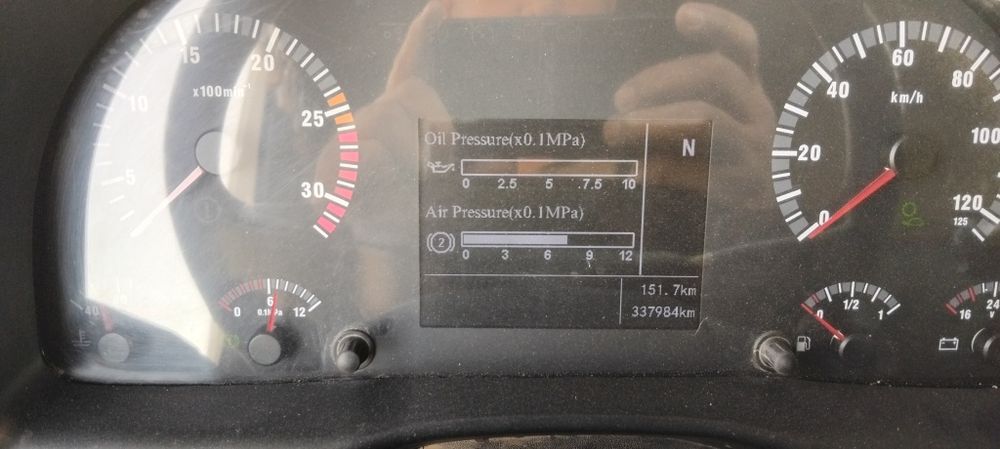 5
10
15
20
25
30
x100min⁻¹
40
0
6
12
0.1MPa
Oil Pressure(x0.1MPa)
0 2.5 5 7.5 10
Air Pressure(x0.1MPa)
2
0 3 6 9 12
N
151.7km
337984km
0
20
40
60
80
100
120
125
km/h
0 1/2 1
16
24
V